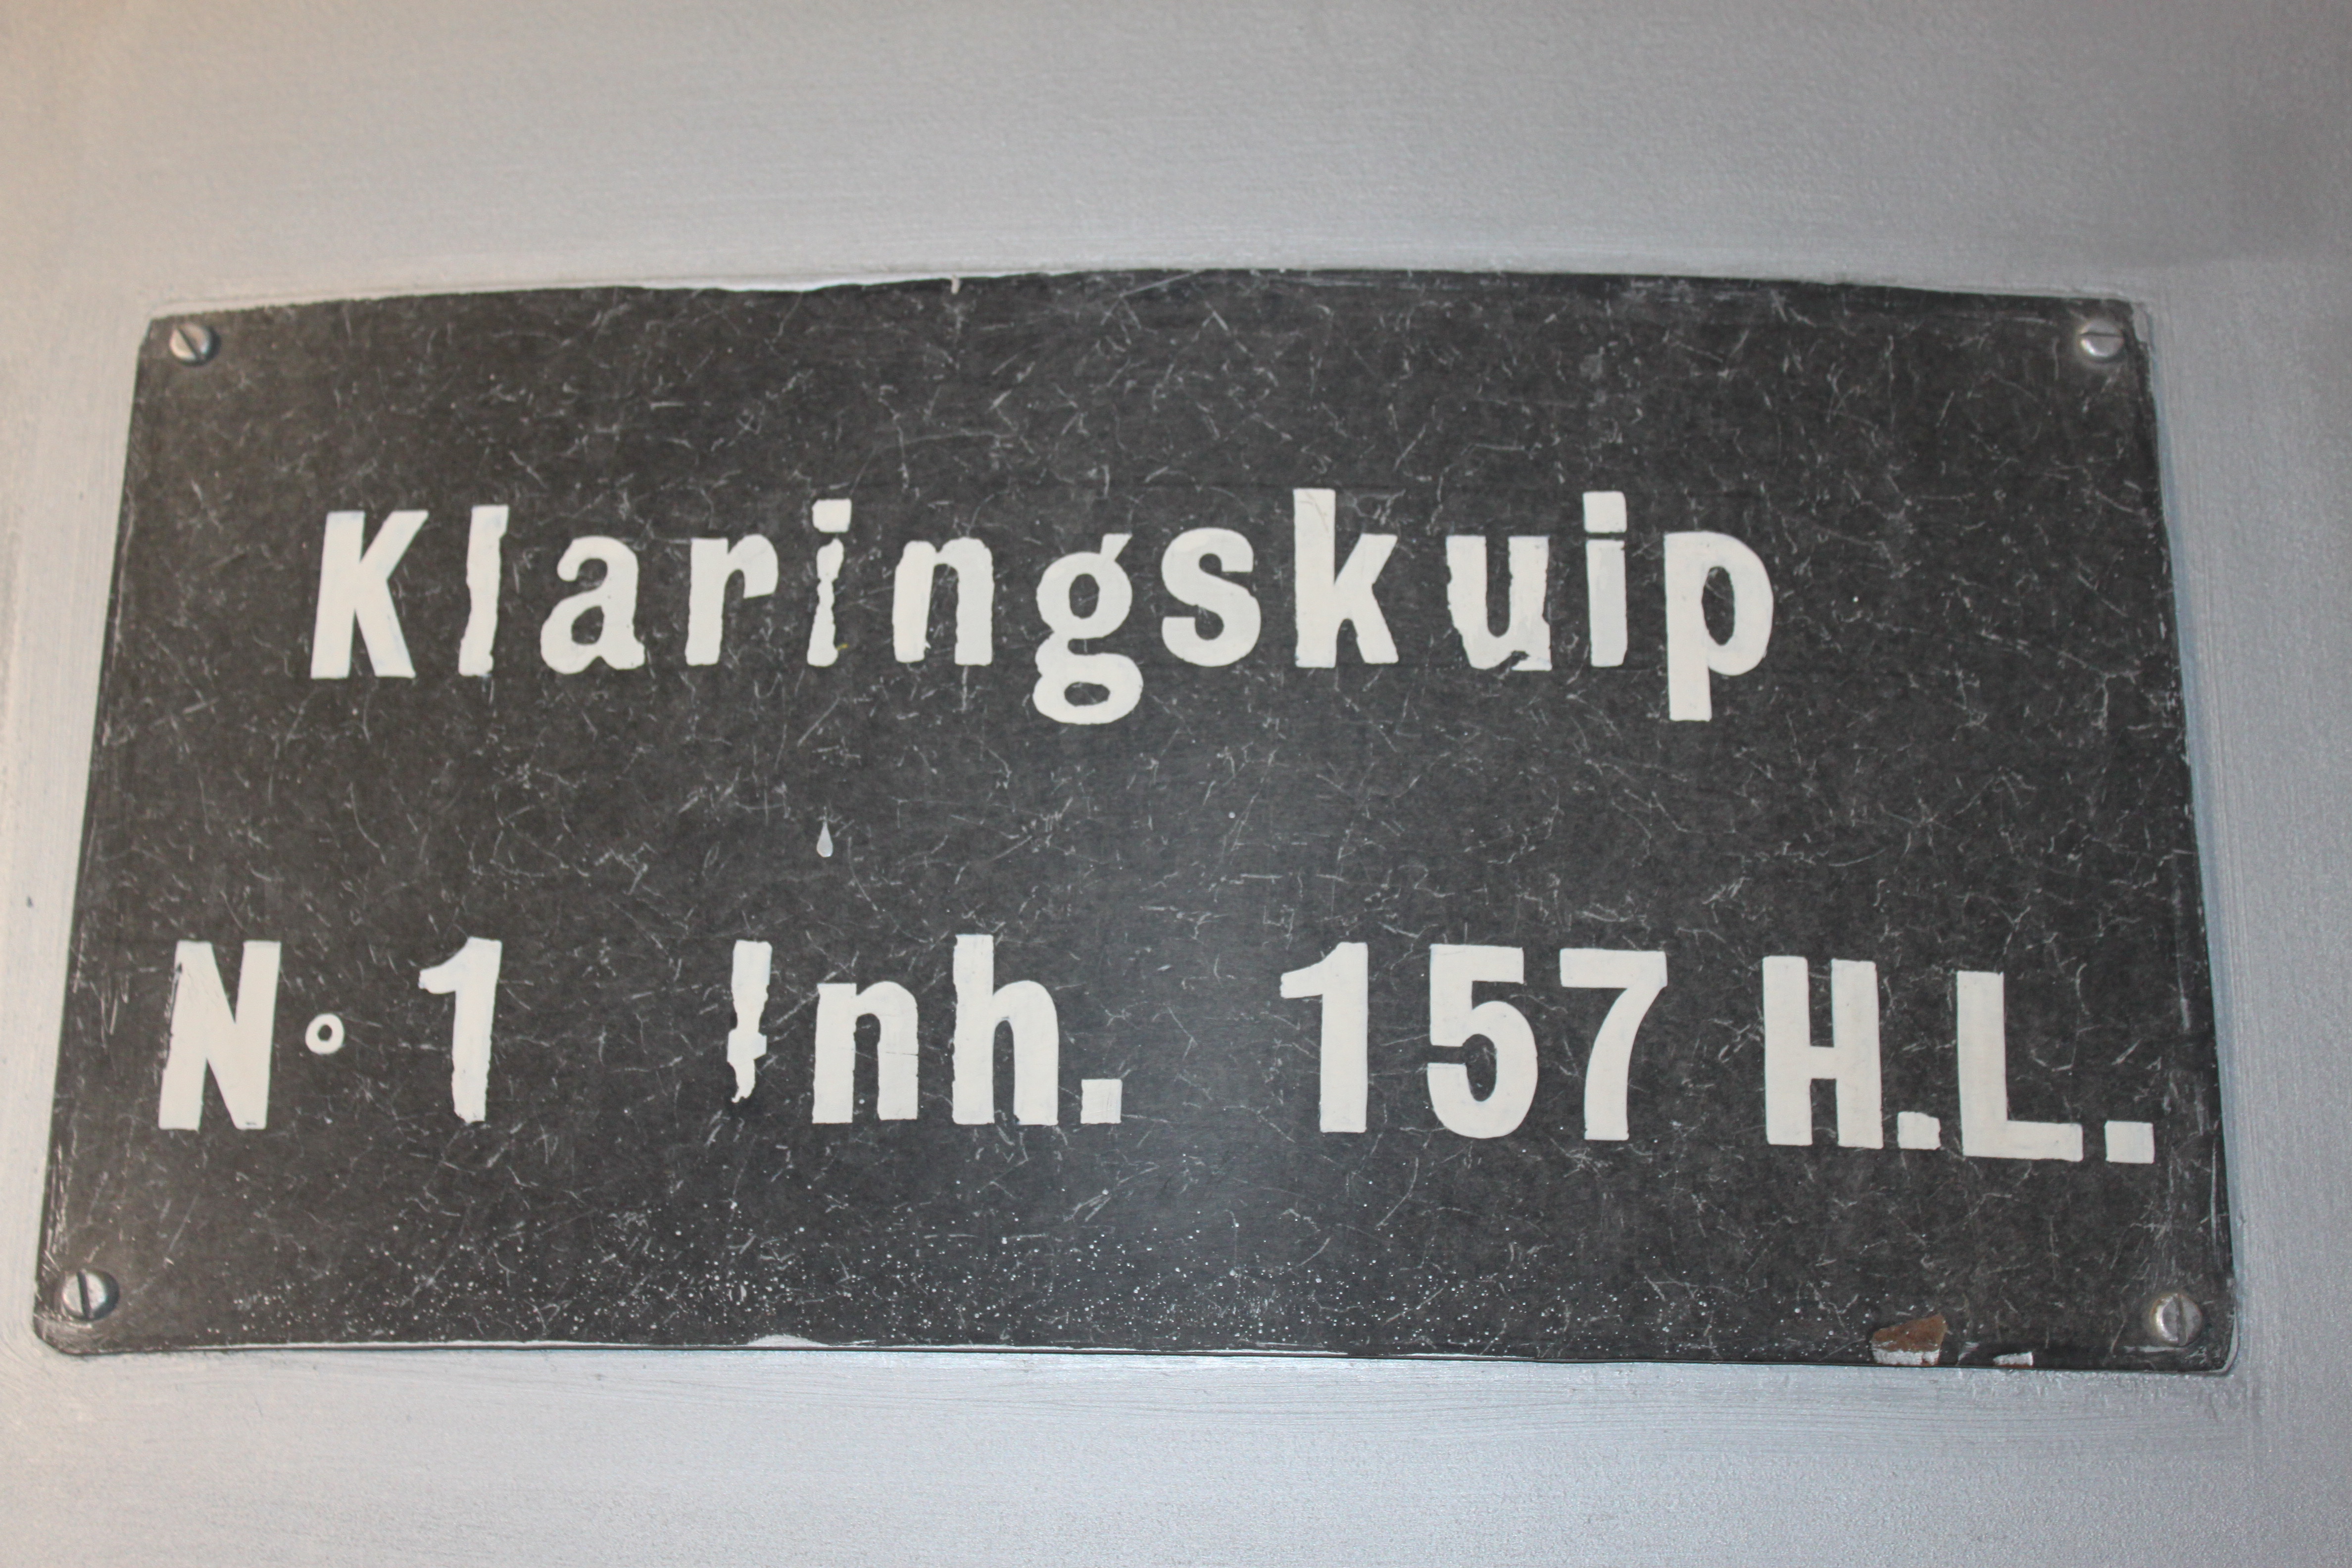 Klaringskuip
N° 1 Inh. 157 H.L.